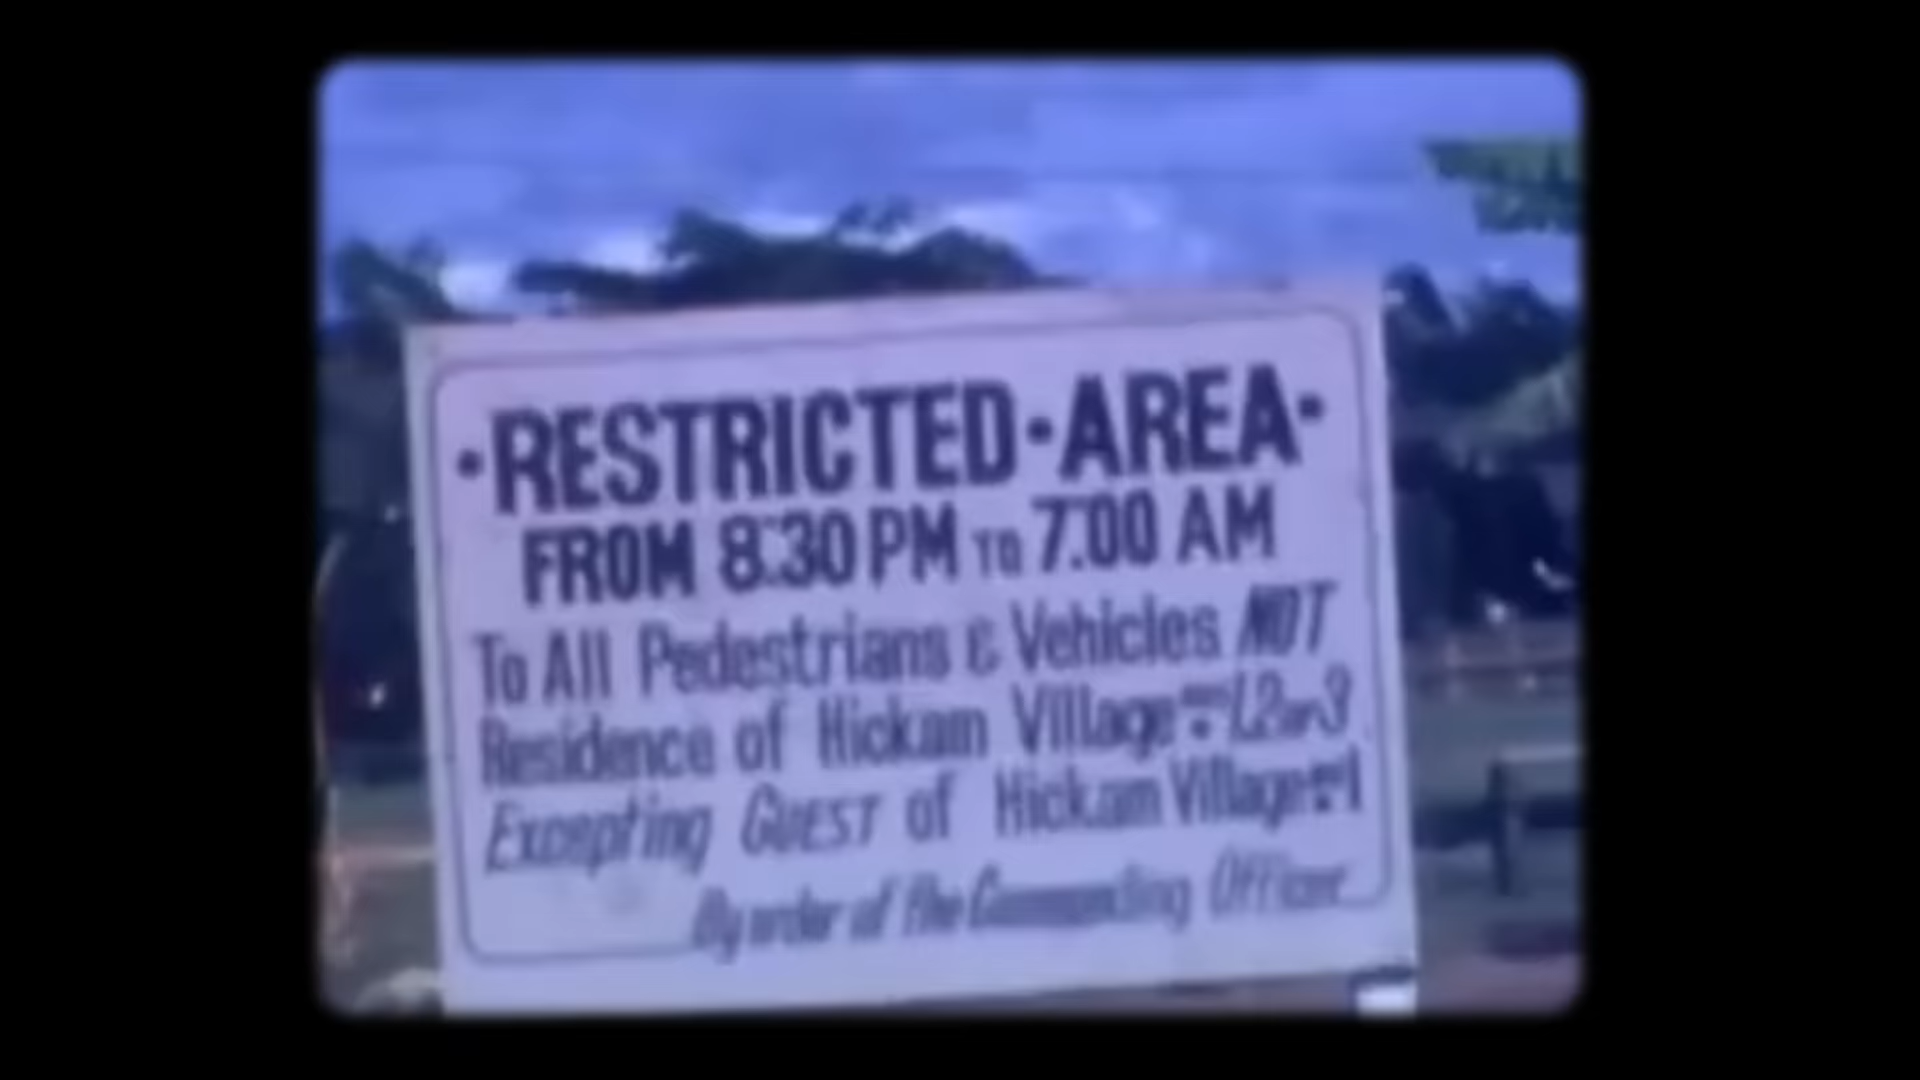 •RESTRICTED•AREA•
FROM 8:30 PM TO 7:00 AM
To All Pedestrians & Vehicles NOT
Residence of Hickam Village 1,2 or 3
Excepting GUEST of Hickam Village 1
By order of the Commanding Officer